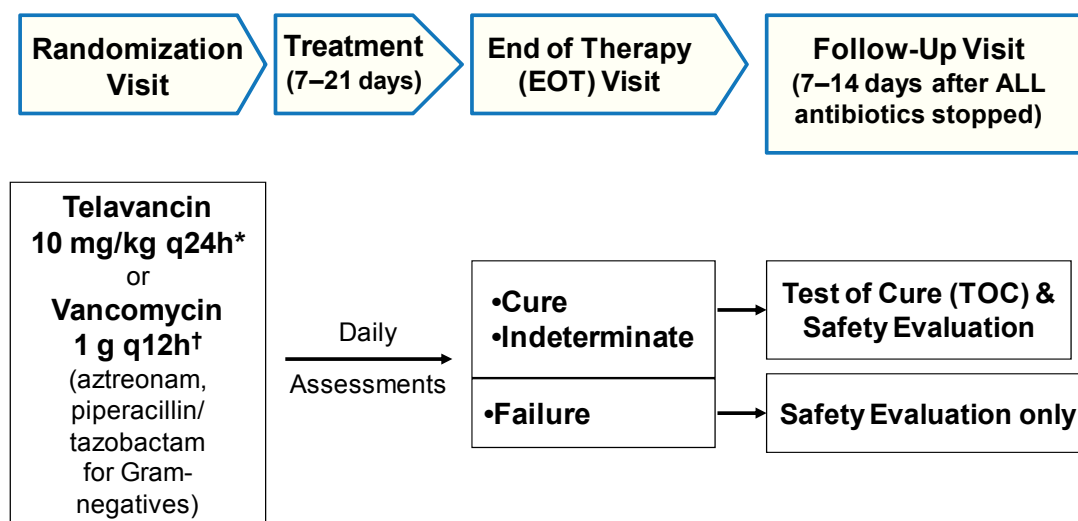 Randomization
Visit
Treatment
(7–21 days)
End of Therapy
(EOT) Visit
Follow-Up Visit
(7–14 days after ALL
antibiotics stopped)
Telavancin
10 mg/kg q24h*
or
Vancomycin
1 g q12h†
(aztreonam,
piperacillin/
tazobactam
for Gram-
negatives)
Daily
Assessments
•Cure
•Indeterminate
•Failure
Test of Cure (TOC) &
Safety Evaluation
Safety Evaluation only